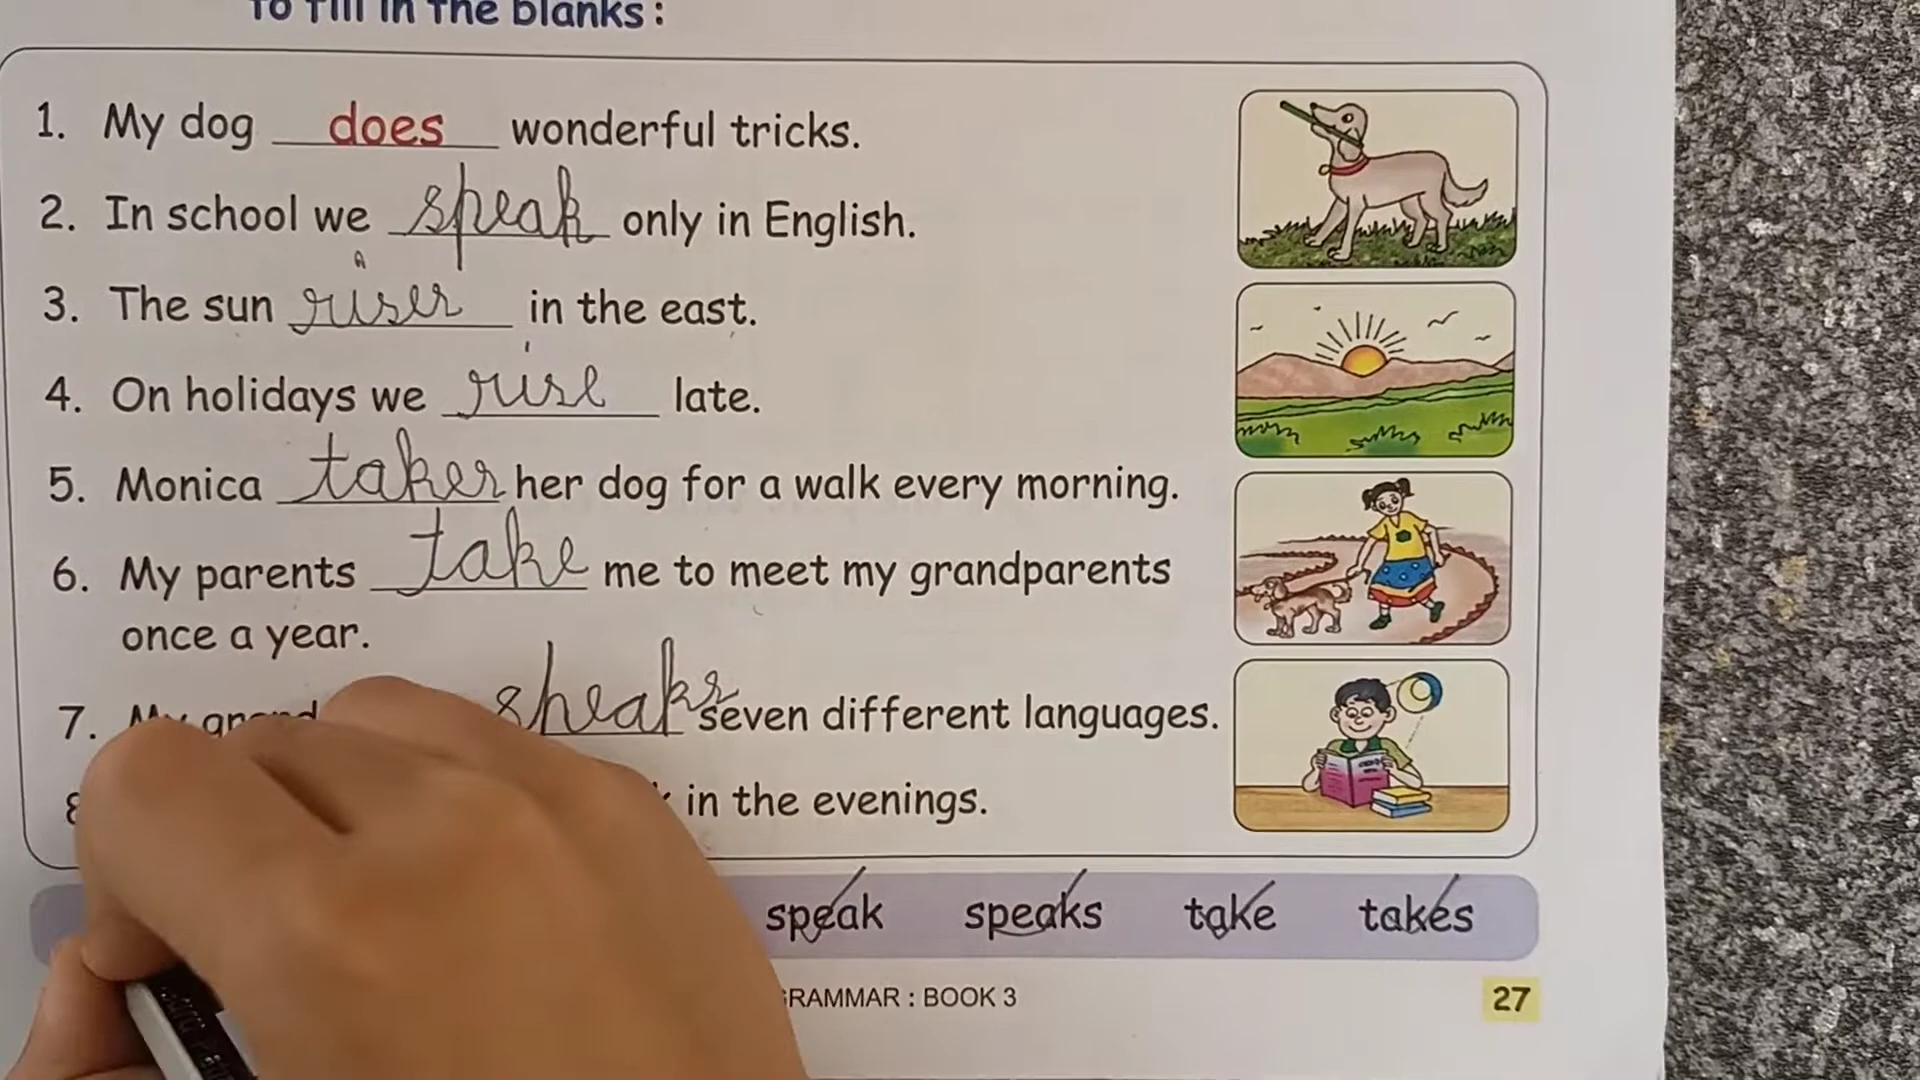 to fill in the blanks:
1. My dog does wonderful tricks.
2. In school we speak only in English.
3. The sun rises in the east.
4. On holidays we rise late.
5. Monica takes her dog for a walk every morning.
6. My parents take me to meet my grandparents
once a year.
7. My speaks seven different languages.
in the evenings.
speak speaks take takes
GRAMMAR : BOOK 3
27